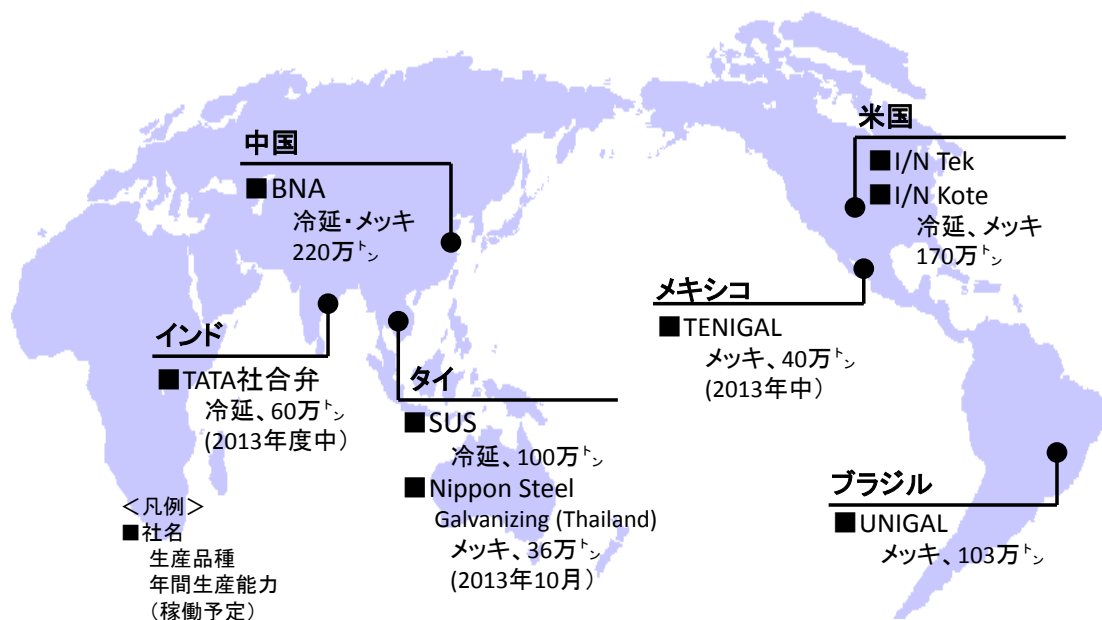 中国
■BNA
冷延・メッキ
220万トン
米国
■I/N Tek
■I/N Kote
冷延、メッキ
170万トン
インド
■TATA社合弁
冷延、60万トン
(2013年度中)
タイ
■SUS
冷延、100万トン
■Nippon Steel
Galvanizing (Thailand)
メッキ、36万トン
(2013年10月)
メキシコ
■TENIGAL
メッキ、40万トン
(2013年中)
ブラジル
■UNIGAL
メッキ、103万トン
＜凡例＞
■社名
生産品種
年間生産能力
（稼働予定）